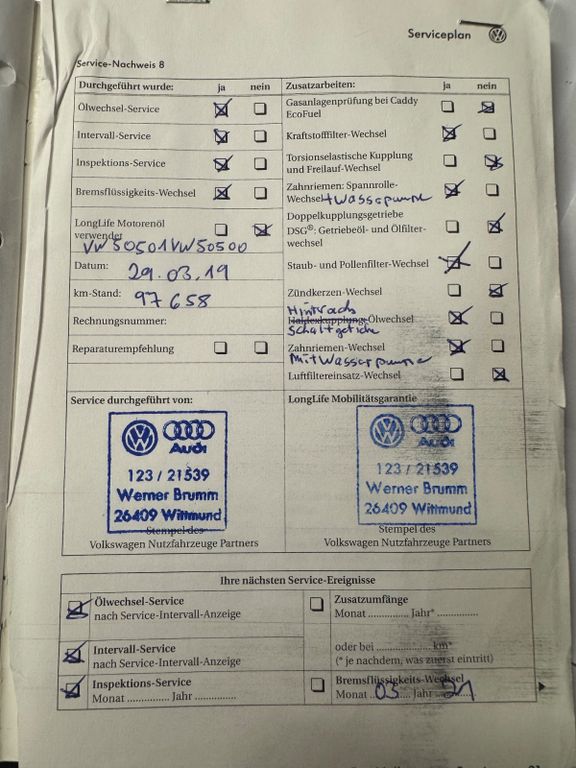 Serviceplan
Service-Nachweis 8
Durchgeführt wurde: ja nein
Ölwechsel-Service
Intervall-Service
Inspektions-Service
Bremsflüssigkeits-Wechsel
LongLife Motorenöl
verwendet
VW50501 VW50500
Datum: 29.03.19
km-Stand: 97658
Rechnungsnummer:
Reparaturempfehlung
Zusatzarbeiten: ja nein
Gasanlagenprüfung bei Caddy
EcoFuel
Kraftstofffilter-Wechsel
Torsionselastische Kupplung
und Freilauf-Wechsel
Zahnriemen: Spannrolle-
Wechsel + Wasserpumpe
Doppelkupplungsgetriebe
DSG®: Getriebeöl- und Ölfilter-
wechsel
Staub- und Pollenfilter-Wechsel
Zündkerzen-Wechsel
Hintrads
Haldexkupplung: Ölwechsel
Schaltgetriebe
Zahnriemen-Wechsel
Mit Wasserpumpe
Luftfiltereinsatz-Wechsel
Service durchgeführt von:
Audi
123 / 21539
Werner Brumm
26409 Wittmund
Stempel des
Volkswagen Nutzfahrzeuge Partners
LongLife Mobilitätsgarantie
Audi
123 / 21539
Werner Brumm
26409 Wittmund
Stempel des
Volkswagen Nutzfahrzeuge Partners
Ihre nächsten Service-Ereignisse
Ölwechsel-Service
nach Service-Intervall-Anzeige
Intervall-Service
nach Service-Intervall-Anzeige
Inspektions-Service
Monat .............. Jahr ..............
Zusatzumfänge
Monat .............. Jahr* ..............
oder bei .................... km*
(* je nachdem, was zuerst eintritt)
Bremsflüssigkeits-Wechsel
Monat 03 Jahr 21